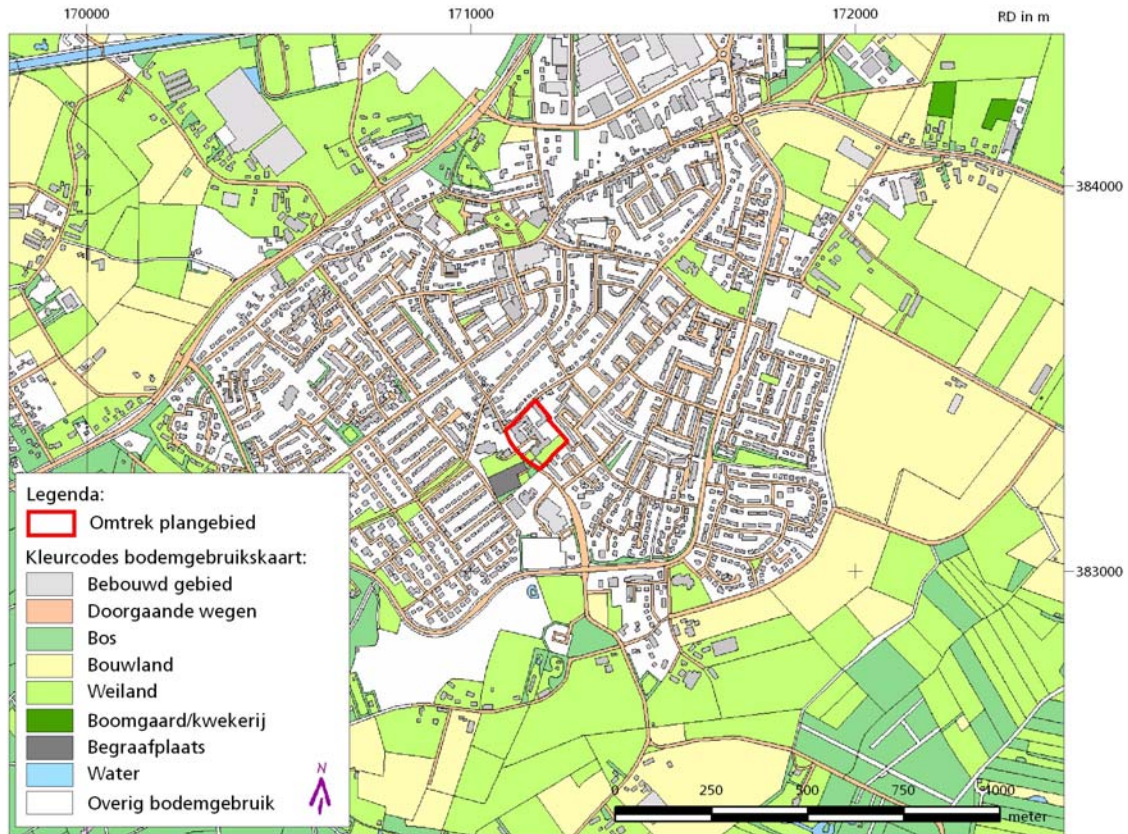 170000 171000 172000 RD in m
384000
383000
Legenda:
Omtrek plangebied
Kleurcodes bodemgebruikskaart:
Bebouwd gebied
Doorgaande wegen
Bos
Bouwland
Weiland
Boomgaard/kwekerij
Begraafplaats
Water
Overig bodemgebruik
N
0 250 500 750 1000
meter